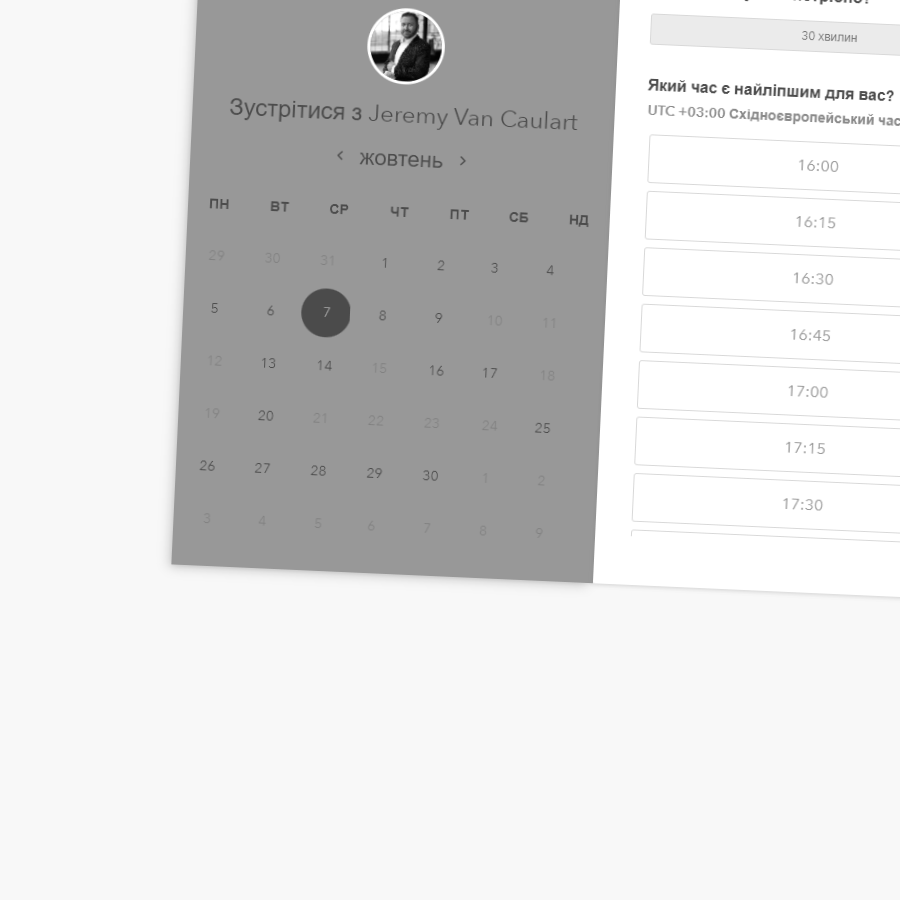 30 хвилин
Зустрітися з Jeremy Van Caulart
жовтень
ПН ВТ СР ЧТ ПТ СБ НД
29 30 31 1 2 3 4
5 6 7 8 9 10 11
12 13 14 15 16 17 18
19 20 21 22 23 24 25
26 27 28 29 30 1 2
3 4 5 6 7 8 9
Який час є найліпшим для вас?
UTC +03:00 Східноєвропейський час
16:00
16:15
16:30
16:45
17:00
17:15
17:30